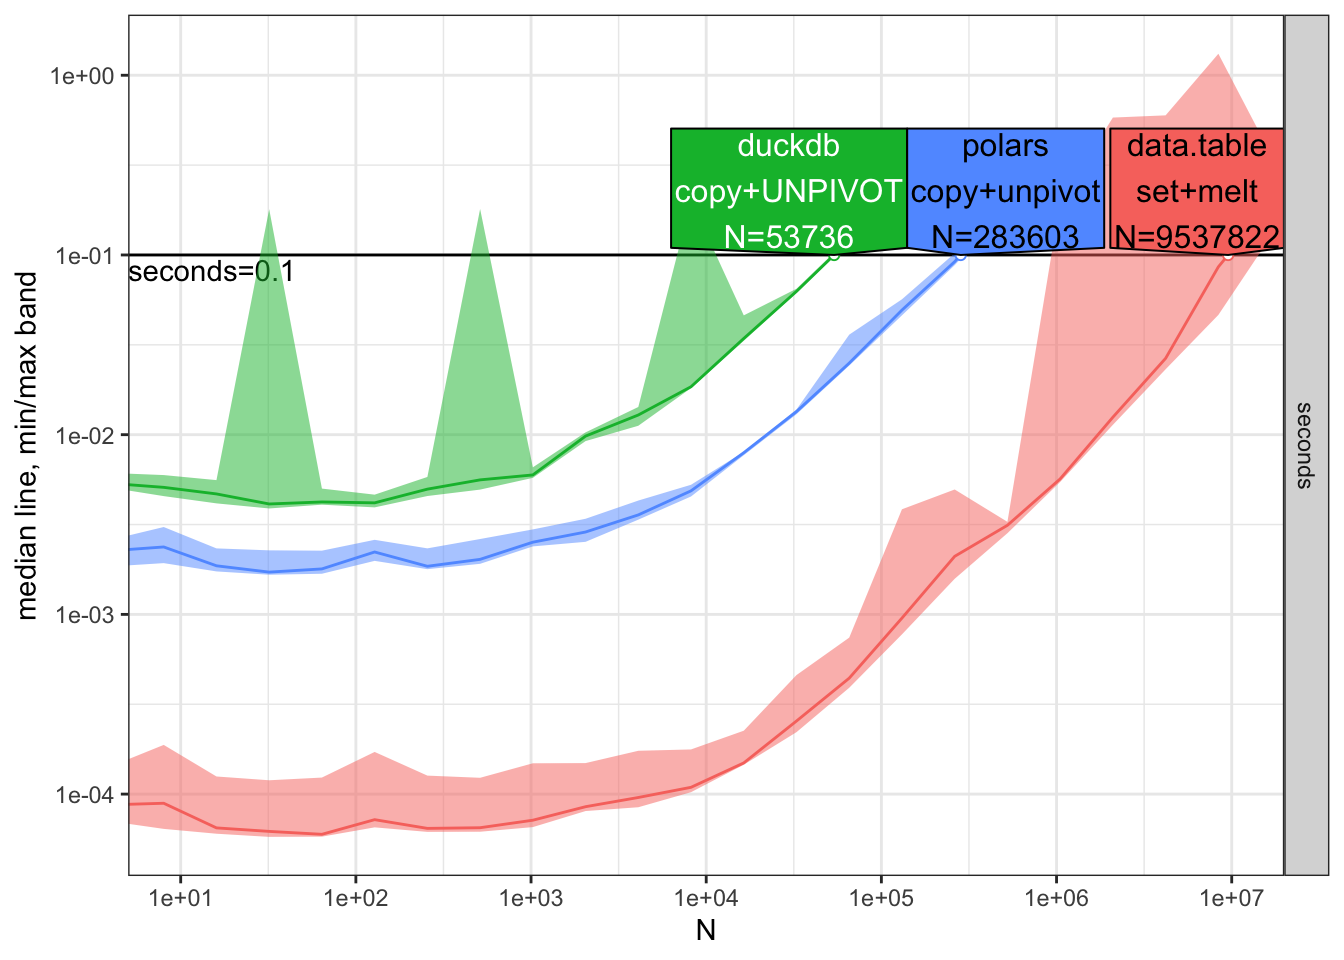 1e+00
1e-01
1e-02
1e-03
1e-04
median line, min/max band
duckdb
copy+UNPIVOT
N=53736
polars
copy+unpivot
N=283603
data.table
set+melt
N=9537822
seconds=0.1
seconds
1e+01
1e+02
1e+03
1e+04
1e+05
1e+06
1e+07
N